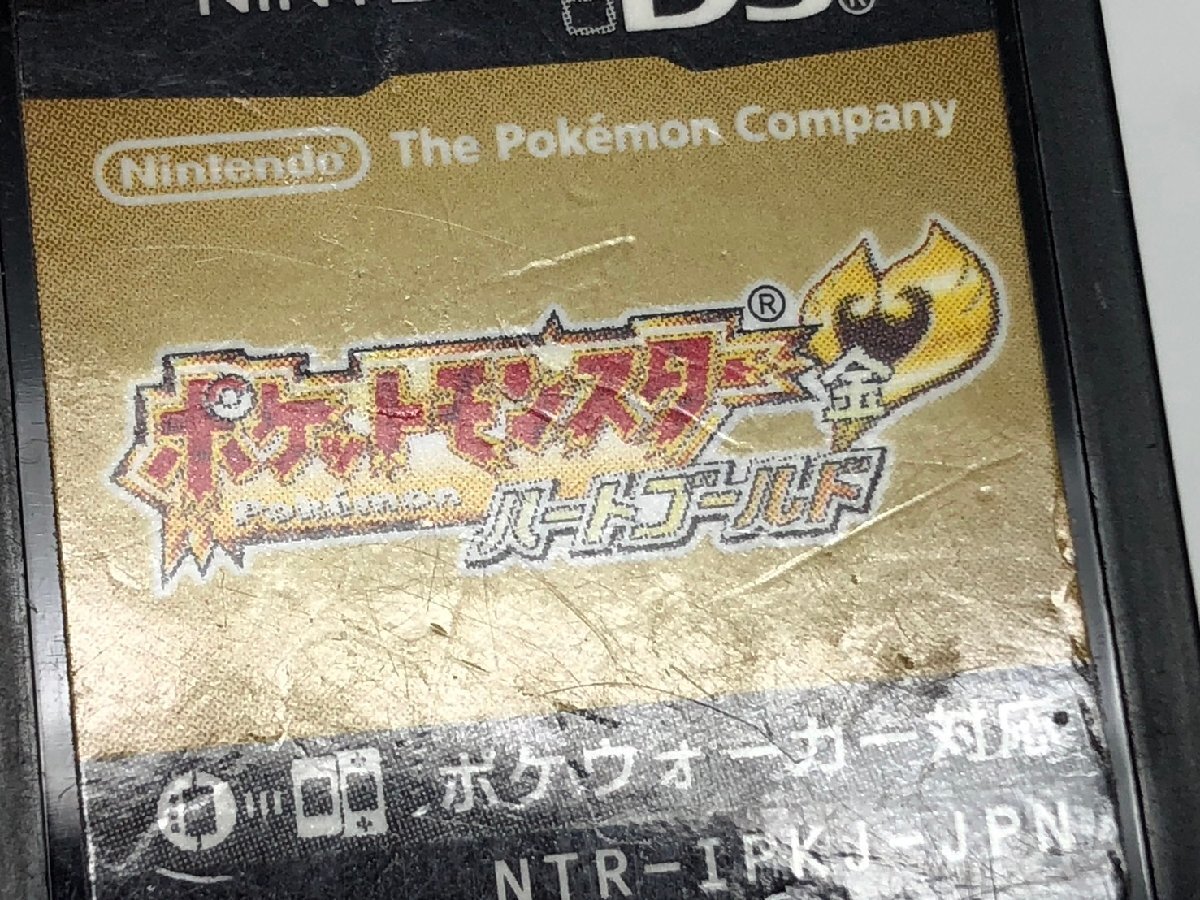 NINTENDO DS®
Nintendo® The Pokémon Company
ポケットモンスター®
金
Pokémon
ハートゴールド
ポケウォーカー対応
NTR-IPKJ-JPN